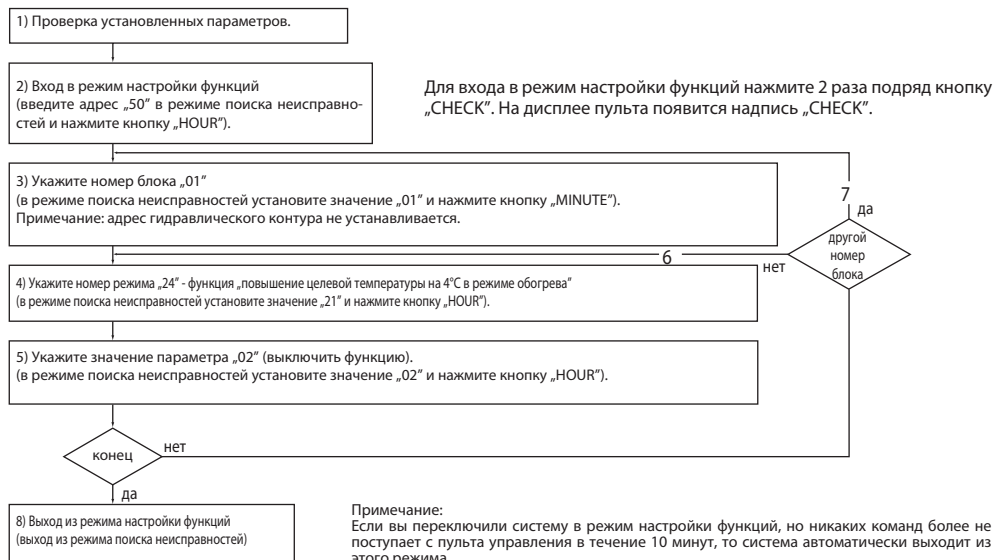 1) Проверка установленных параметров.
2) Вход в режим настройки функций
(введите адрес „50” в режиме поиска неисправно-
стей и нажмите кнопку „HOUR”).
Для входа в режим настройки функций нажмите 2 раза подряд кнопку
„CHECK”. На дисплее пульта появится надпись „CHECK”.
3) Укажите номер блока „01”
(в режиме поиска неисправностей установите значение „01” и нажмите кнопку „MINUTE”).
Примечание: адрес гидравлического контура не устанавливается.
7
да
другой
номер
блока
6
нет
4) Укажите номер режима „24” - функция „повышение целевой температуры на 4°C в режиме обогрева”
(в режиме поиска неисправностей установите значение „21” и нажмите кнопку „HOUR”).
5) Укажите значение параметра „02” (выключить функцию).
(в режиме поиска неисправностей установите значение „02” и нажмите кнопку „HOUR”).
конец
нет
да
8) Выход из режима настройки функций
(выход из режима поиска неисправностей)
Примечание:
Если вы переключили систему в режим настройки функций, но никаких команд более не
поступает с пульта управления в течение 10 минут, то система автоматически выходит из
этого режима.